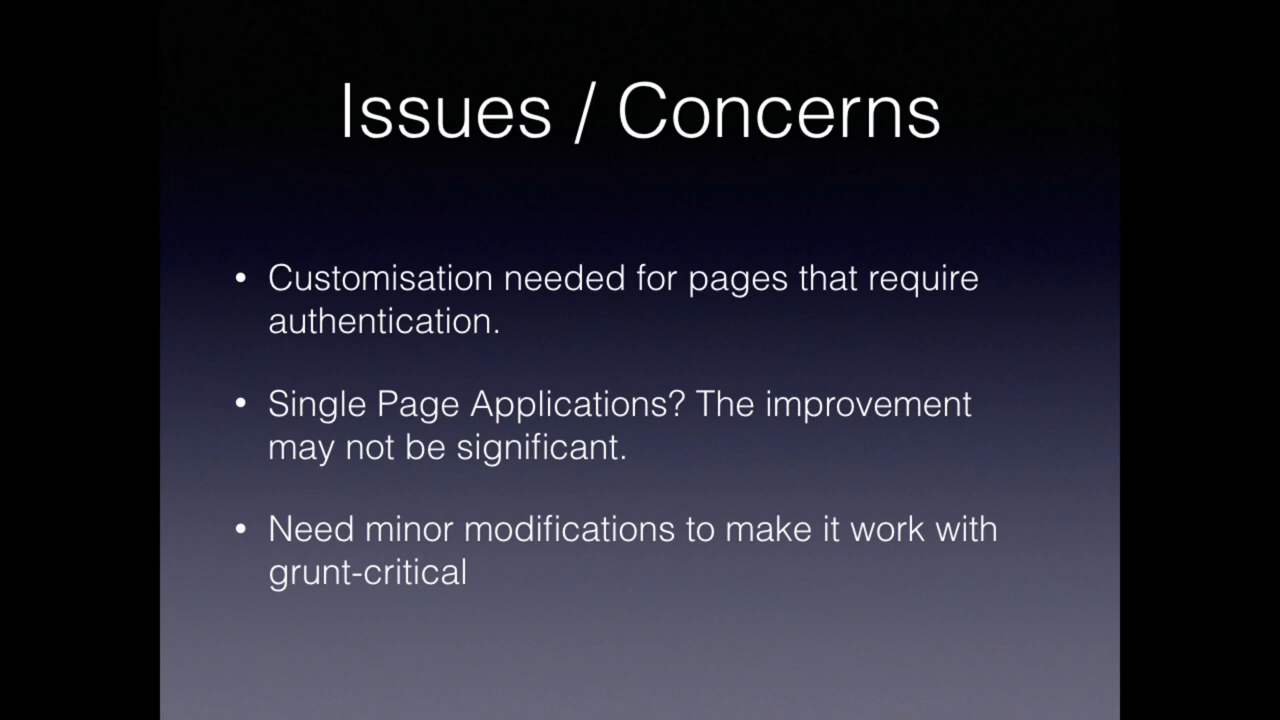 Issues / Concerns
• Customisation needed for pages that require
authentication.
• Single Page Applications? The improvement
may not be significant.
• Need minor modifications to make it work with
grunt-critical